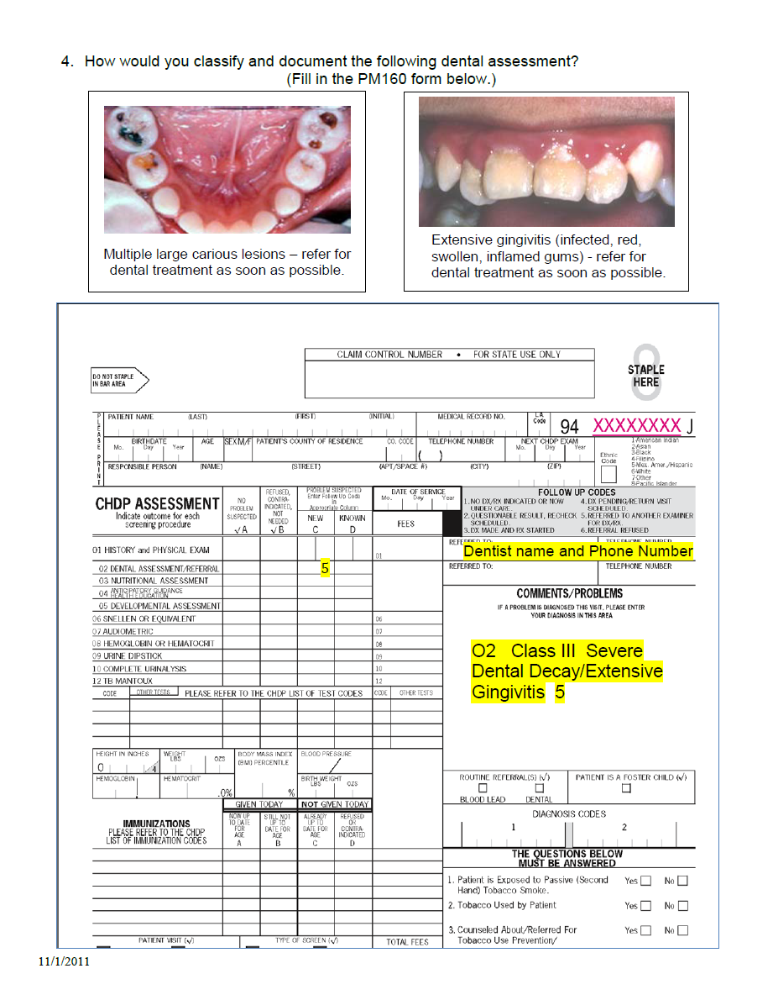 4. How would you classify and document the following dental assessment?
(Fill in the PM160 form below.)
Multiple large carious lesions – refer for
dental treatment as soon as possible.
Extensive gingivitis (infected, red,
swollen, inflamed gums) - refer for
dental treatment as soon as possible.
CLAIM CONTROL NUMBER • FOR STATE USE ONLY
DO NOT STAPLE
IN BAR AREA
STAPLE
HERE
PLEASE PRINT
PATIENT NAME (LAST) (FIRST) (INITIAL) MEDICAL RECORD NO. LA Code 94 XXXXXXXX J
BIRTHDATE AGE SEX M/F PATIENT'S COUNTY OF RESIDENCE CO. CODE TELEPHONE NUMBER NEXT CHDP EXAM
Mo. Day Year ( ) Mo. Day Year
Ethnic
Code
1-American Indian
2-Asian
3-Black
4-Filipino
5-Mex. Amer./Hispanic
6-White
7-Other
8-Pacific Islander
RESPONSIBLE PERSON (NAME) (STREET) (APT/SPACE #) (CITY) (ZIP)
CHDP ASSESSMENT
Indicate outcome for each
screening procedure
NO
PROBLEM
SUSPECTED
√ A
REFUSED,
CONTRA-
INDICATED,
NOT
NEEDED
√ B
PROBLEM SUSPECTED
Enter Follow Up Code
In
Appropriate Column
NEW KNOWN
C D
DATE OF SERVICE
Mo. Day Year
FEES
FOLLOW UP CODES
1. NO DX/RX INDICATED OR NOW
UNDER CARE.
2. QUESTIONABLE RESULT, RECHECK
SCHEDULED.
3. DX MADE AND RX STARTED
4. DX PENDING/RETURN VISIT
SCHEDULED.
5. REFERRED TO ANOTHER EXAMINER
FOR DX/RX.
6. REFERRAL REFUSED
REFERRED TO: TELEPHONE NUMBER
Dentist name and Phone Number
REFERRED TO: TELEPHONE NUMBER
01 HISTORY and PHYSICAL EXAM 01
02 DENTAL ASSESSMENT/REFERRAL 5
03 NUTRITIONAL ASSESSMENT
04 ANTICIPATORY GUIDANCE
HEALTH EDUCATION
05 DEVELOPMENTAL ASSESSMENT
06 SNELLEN OR EQUIVALENT 06
07 AUDIOMETRIC 07
08 HEMOGLOBIN OR HEMATOCRIT 08
09 URINE DIPSTICK 09
10 COMPLETE URINALYSIS 10
12 TB MANTOUX 12
CODE OTHER TESTS PLEASE REFER TO THE CHDP LIST OF TEST CODES CODE OTHER TESTS
COMMENTS/PROBLEMS
IF A PROBLEM IS DIAGNOSED THIS VISIT, PLEASE ENTER
YOUR DIAGNOSIS IN THIS AREA
O2 Class III Severe
Dental Decay/Extensive
Gingivitis 5
HEIGHT IN INCHES WEIGHT BODY MASS INDEX BLOOD PRESSURE
LBS OZS (BMI) PERCENTILE
0 4
HEMOGLOBIN HEMATOCRIT BIRTH WEIGHT
LBS OZS
.0% %
ROUTINE REFERRAL(S) (√) PATIENT IS A FOSTER CHILD (√)
BLOOD LEAD DENTAL
DIAGNOSIS CODES
1 2
GIVEN TODAY NOT GIVEN TODAY
IMMUNIZATIONS
PLEASE REFER TO THE CHDP
LIST OF IMMUNIZATION CODES
NOW UP
TO DATE
FOR
AGE
A
STILL NOT
UP TO
DATE FOR
AGE
B
ALREADY
UP TO
DATE FOR
AGE
C
REFUSED
OR
CONTRA-
INDICATED
D
THE QUESTIONS BELOW
MUST BE ANSWERED
1. Patient is Exposed to Passive (Second Yes No
Hand) Tobacco Smoke.
2. Tobacco Used by Patient Yes No
3. Counseled About/Referred For Yes No
Tobacco Use Prevention/
PATIENT VISIT (√) TYPE OF SCREEN (√) TOTAL FEES
11/1/2011